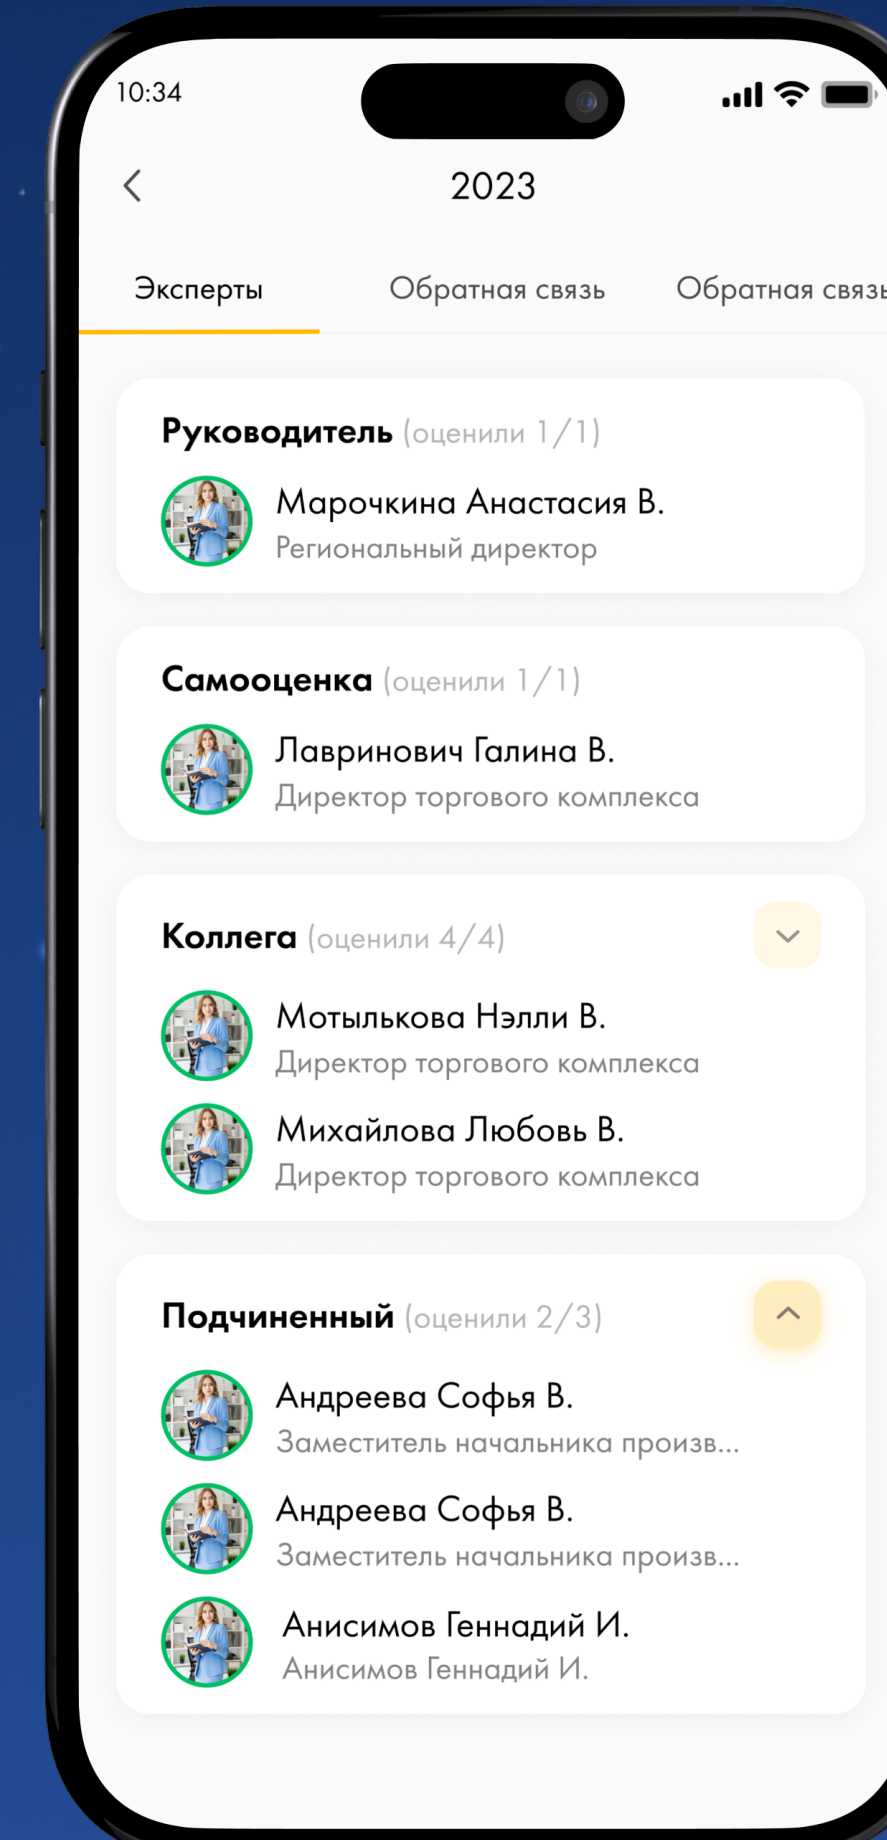 10:34
2023
Эксперты Обратная связь Обратная связь
Руководитель (оценили 1/1)
Марочкина Анастасия В.
Региональный директор
Самооценка (оценили 1/1)
Лавринович Галина В.
Директор торгового комплекса
Коллега (оценили 4/4)
Мотылькова Нэлли В.
Директор торгового комплекса
Михайлова Любовь В.
Директор торгового комплекса
Подчиненный (оценили 2/3)
Андреева Софья В.
Заместитель начальника произв...
Андреева Софья В.
Заместитель начальника произв...
Анисимов Геннадий И.
Анисимов Геннадий И.